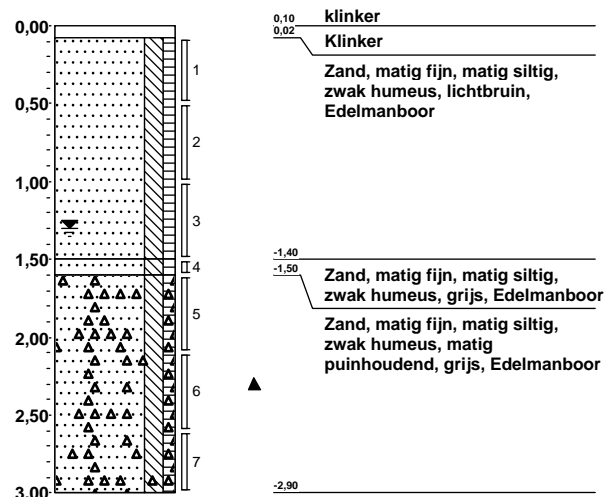 0,00
0,50
1,00
1,50
2,00
2,50
3,00
1
2
3
4
5
6
7
0,10 klinker
0,02 Klinker
Zand, matig fijn, matig siltig,
zwak humeus, lichtbruin,
Edelmanboor
-1,40
-1,50
Zand, matig fijn, matig siltig,
zwak humeus, grijs, Edelmanboor
Zand, matig fijn, matig siltig,
zwak humeus, matig
puinhoudend, grijs, Edelmanboor
-2,90